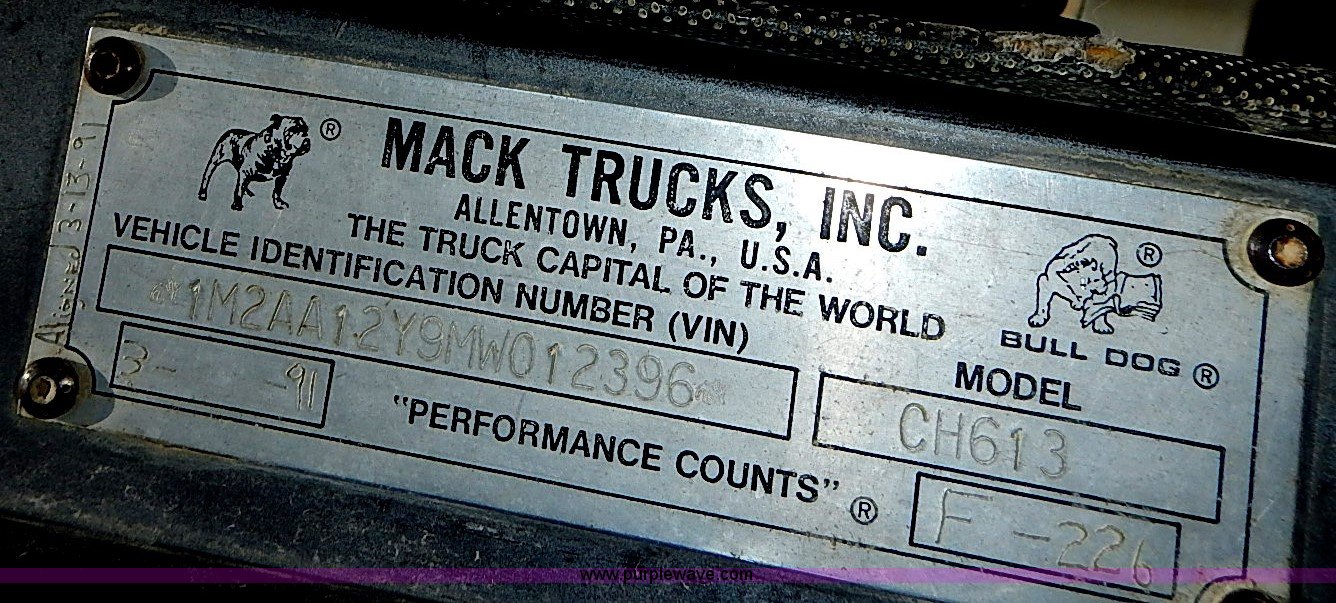 ®
MACK TRUCKS, INC.
ALLENTOWN, PA., U.S.A.
THE TRUCK CAPITAL OF THE WORLD
VEHICLE IDENTIFICATION NUMBER (VIN)
1M2AA12Y9MW012396
3- -91
"PERFORMANCE COUNTS" ®
®
BULL DOG ®
MODEL
CH613
F-226
Aligned 3-13-91
www.purplewave.com